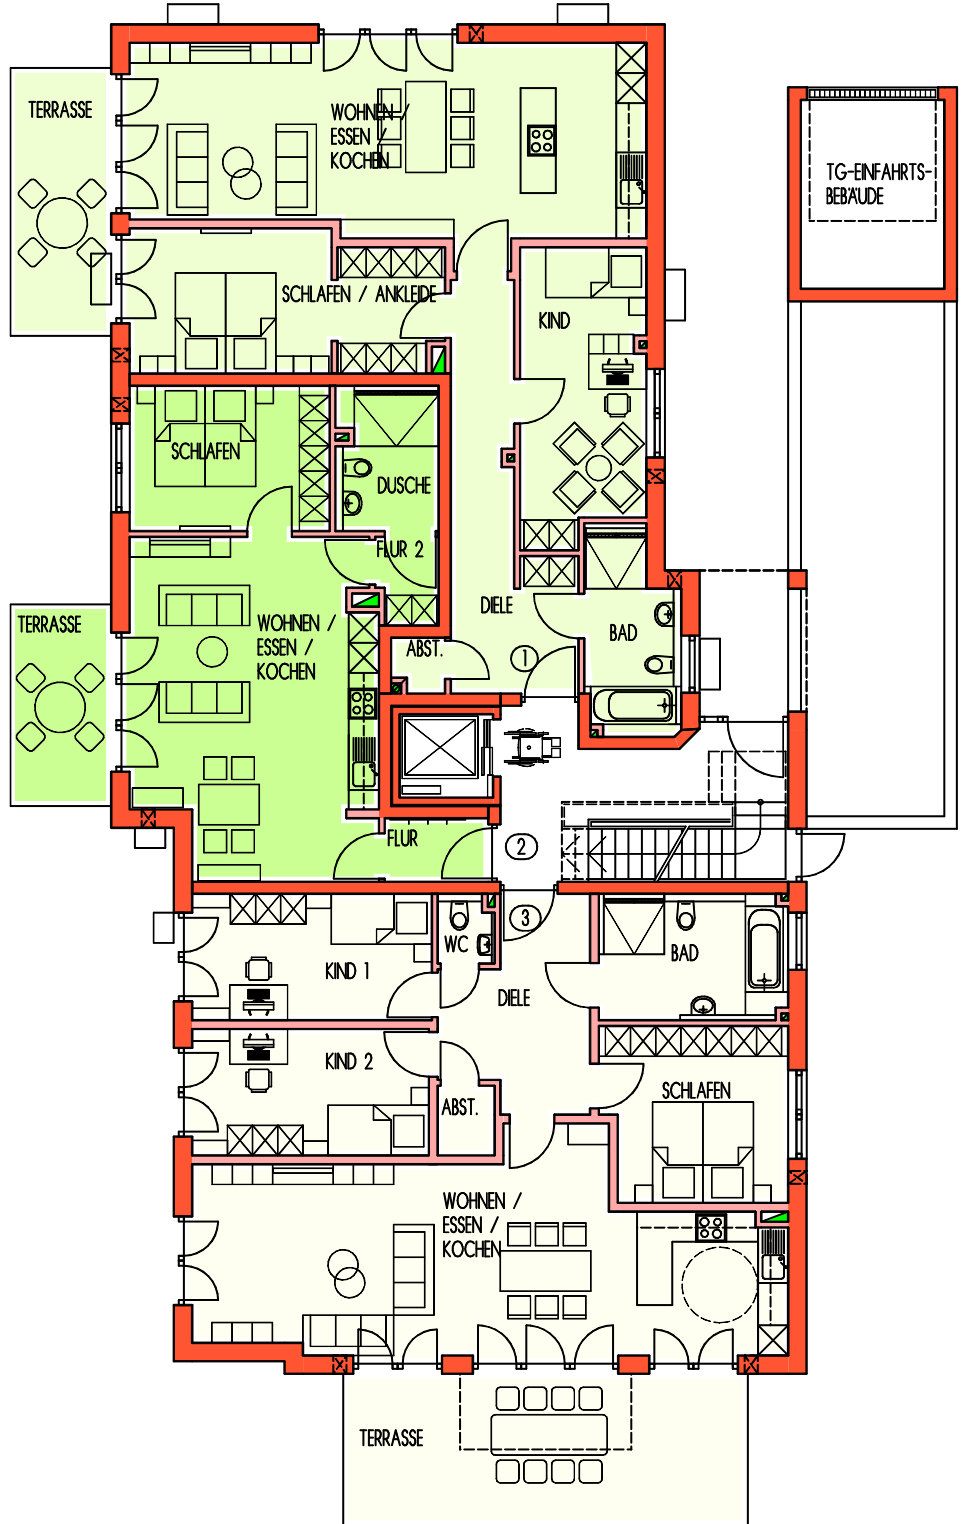 TERRASSE
WOHNEN /
ESSEN /
KOCHEN
TG-EINFAHRTS-
BEBÄUDE
SCHLAFEN / ANKLEIDE
KIND
SCHLAFEN
DUSCHE
FLUR 2
TERRASSE
WOHNEN /
ESSEN /
KOCHEN
DIELE
ABST.
BAD
1
FLUR
2
3
WC
KIND 1
BAD
DIELE
KIND 2
SCHLAFEN
ABST.
WOHNEN /
ESSEN /
KOCHEN
TERRASSE